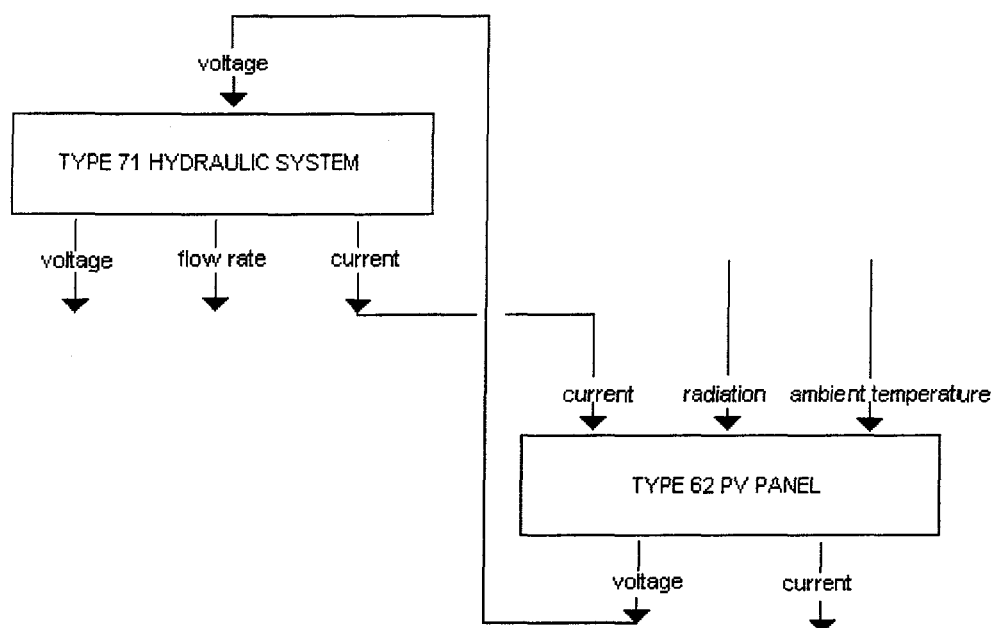 voltage
TYPE 71 HYDRAULIC SYSTEM
voltage flow rate current
current radiation ambient temperature
TYPE 62 PV PANEL
voltage current